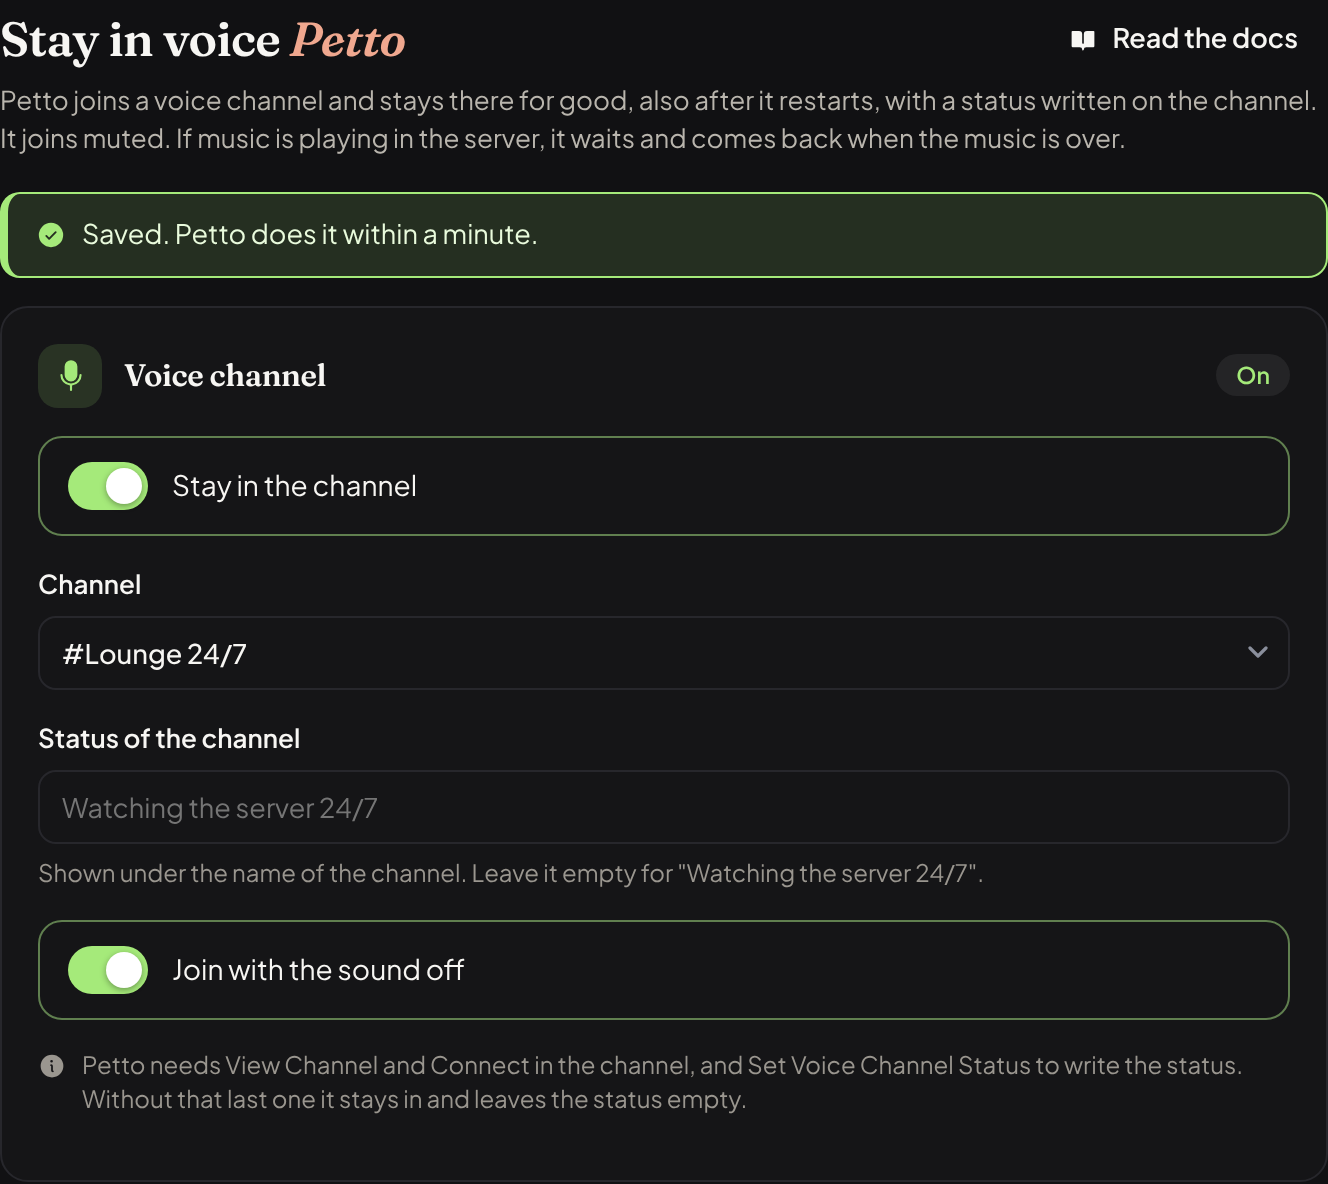 Stay in voice Petto
Read the docs
Petto joins a voice channel and stays there for good, also after it restarts, with a status written on the channel.
It joins muted. If music is playing in the server, it waits and comes back when the music is over.
Saved. Petto does it within a minute.
Voice channel
On
Stay in the channel
Channel
#Lounge 24/7
Status of the channel
Watching the server 24/7
Shown under the name of the channel. Leave it empty for "Watching the server 24/7".
Join with the sound off
Petto needs View Channel and Connect in the channel, and Set Voice Channel Status to write the status.
Without that last one it stays in and leaves the status empty.